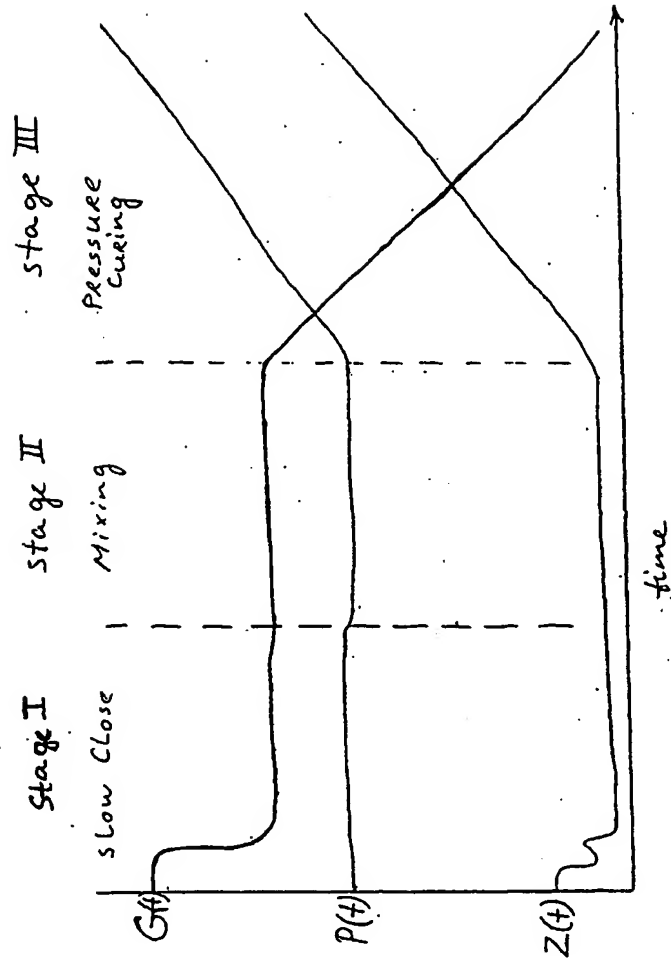 Stage I
Slow Close
Stage II
Mixing
Stage III
Pressure
Curing
G(t)
P(t)
Z(t)
time